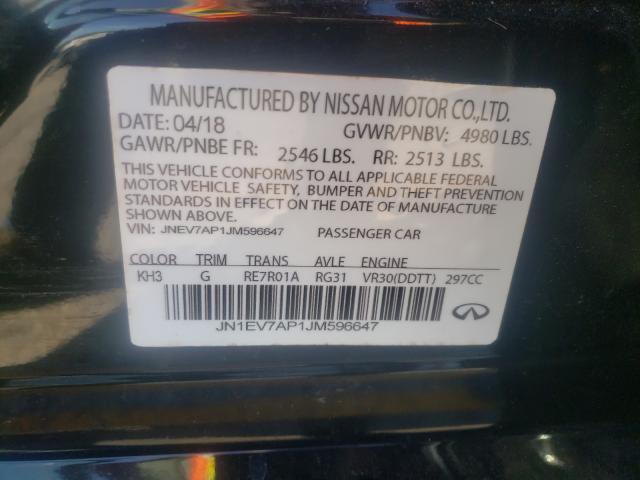 MANUFACTURED BY NISSAN MOTOR CO.,LTD.
DATE: 04/18 GVWR/PNBV: 4980 LBS.
GAWR/PNBE FR: 2546 LBS. RR: 2513 LBS.
THIS VEHICLE CONFORMS TO ALL APPLICABLE FEDERAL
MOTOR VEHICLE SAFETY, BUMPER AND THEFT PREVENTION
STANDARDS IN EFFECT ON THE DATE OF MANUFACTURE
SHOWN ABOVE.
VIN: JNEV7AP1JM596647 PASSENGER CAR
COLOR TRIM TRANS AVLE ENGINE
KH3 G RE7R01A RG31 VR30(DDTT) 297CC
JN1EV7AP1JM596647